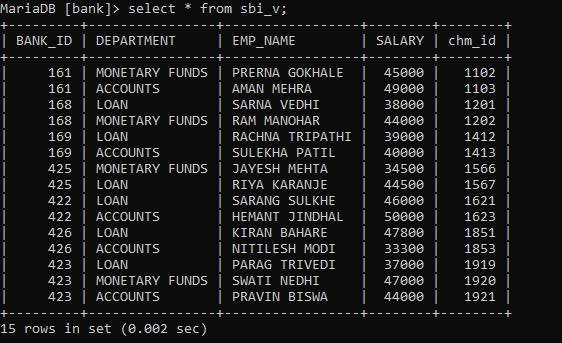 MariaDB [bank]> select * from sbi_v;
+---------+----------------+-----------------+--------+--------+
| BANK_ID | DEPARTMENT     | EMP_NAME        | SALARY | chm_id |
+---------+----------------+-----------------+--------+--------+
|     161 | MONETARY FUNDS | PRERNA GOKHALE  |  45000 |   1102 |
|     161 | ACCOUNTS       | AMAN MEHRA      |  49000 |   1103 |
|     168 | LOAN           | SARNA VEDHI     |  38000 |   1201 |
|     168 | MONETARY FUNDS | RAM MANOHAR     |  44000 |   1202 |
|     169 | LOAN           | RACHNA TRIPATHI |  39000 |   1412 |
|     169 | ACCOUNTS       | SULEKHA PATIL   |  40000 |   1413 |
|     425 | MONETARY FUNDS | JAYESH MEHTA    |  34500 |   1566 |
|     425 | LOAN           | RIYA KARANJE    |  44500 |   1567 |
|     422 | LOAN           | SARANG SULKHE   |  46000 |   1621 |
|     422 | ACCOUNTS       | HEMANT JINDHAL  |  50000 |   1623 |
|     426 | LOAN           | KIRAN BAHARE    |  47800 |   1851 |
|     426 | ACCOUNTS       | NITILESH MODI   |  33300 |   1853 |
|     423 | LOAN           | PARAG TRIVEDI   |  37000 |   1919 |
|     423 | MONETARY FUNDS | SWATI NEDHI     |  47000 |   1920 |
|     423 | ACCOUNTS       | PRAVIN BISWA    |  44000 |   1921 |
+---------+----------------+-----------------+--------+--------+
15 rows in set (0.002 sec)